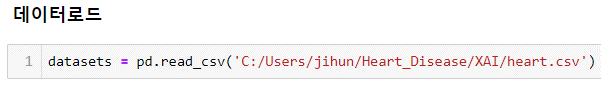 데이터로드
1 datasets = pd.read_csv('C:/Users/jihun/Heart_Disease/XAI/heart.csv')